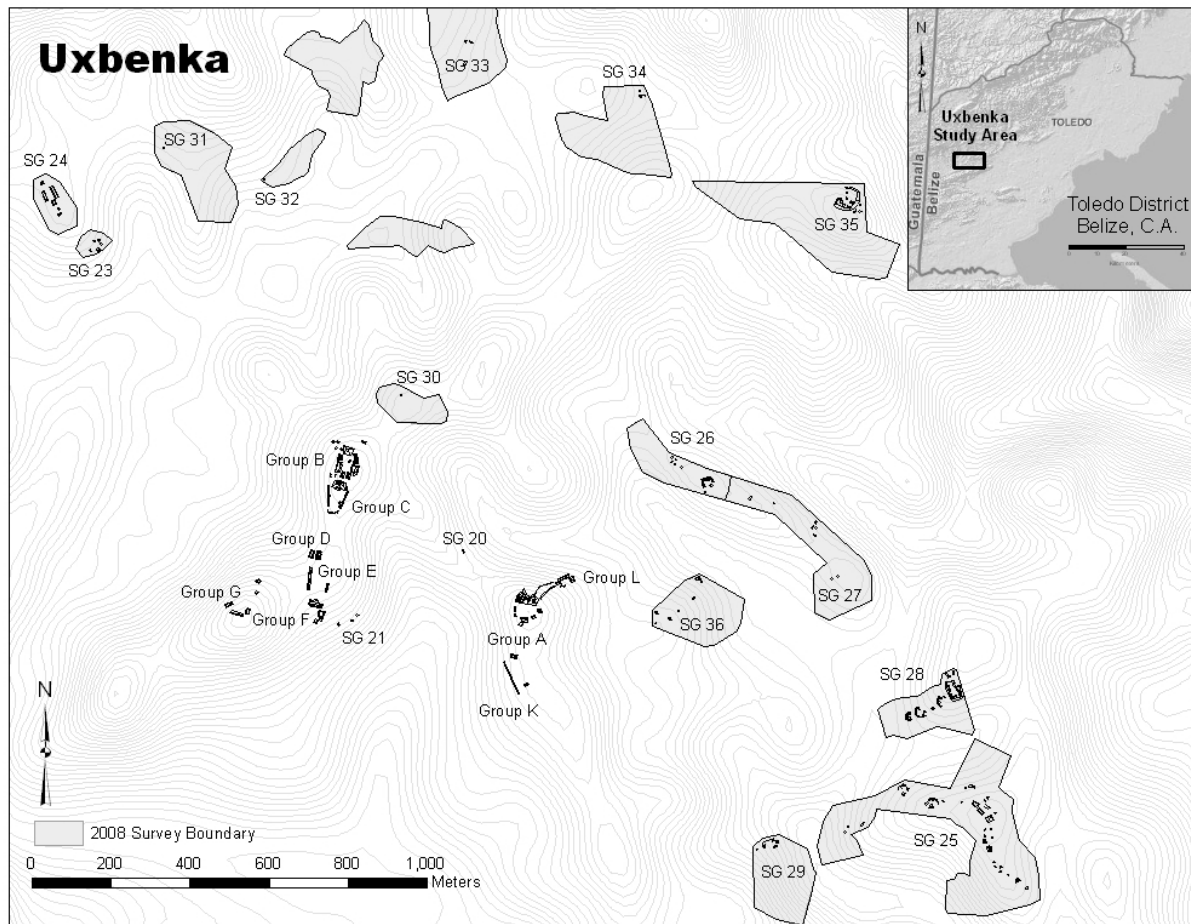 Uxbenka
SG 33
SG 34
SG 31
SG 24
SG 32
SG 23
SG 35
N
Uxbenka
Study Area
TOLEDO
Guatemala
Belize
Toledo District
Belize, C.A.
SG 30
SG 26
Group B
Group C
Group D
SG 20
Group E
Group L
Group G
SG 27
Group F
SG 36
SG 21
Group A
SG 28
Group K
N
2008 Survey Boundary
0 200 400 600 800 1,000
Meters
SG 25
SG 29